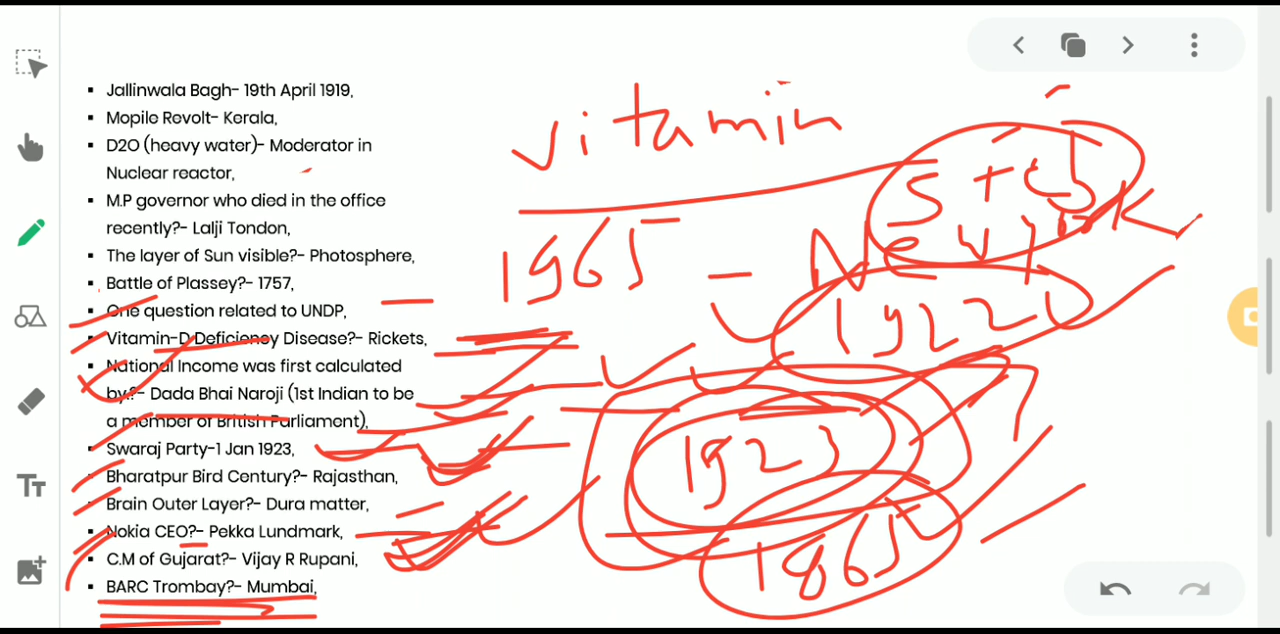 Jallinwala Bagh- 19th April 1919,
Mopile Revolt- Kerala,
D2O (heavy water)- Moderator in
Nuclear reactor,
M.P governor who died in the office
recently?- Lalji Tondon,
The layer of Sun visible?- Photosphere,
Battle of Plassey?- 1757,
One question related to UNDP,
Vitamin-D Deficiency Disease?- Rickets,
National Income was first calculated
by?- Dada Bhai Naroji (1st Indian to be
a member of British Parliament),
Swaraj Party-1 Jan 1923,
Bharatpur Bird Century?- Rajasthan,
Brain Outer Layer?- Dura matter,
Nokia CEO?- Pekka Lundmark,
C.M of Gujarat?- Vijay R Rupani,
BARC Trombay?- Mumbai,
vitamin
1965 - New york
1922
1923
1865
Tt